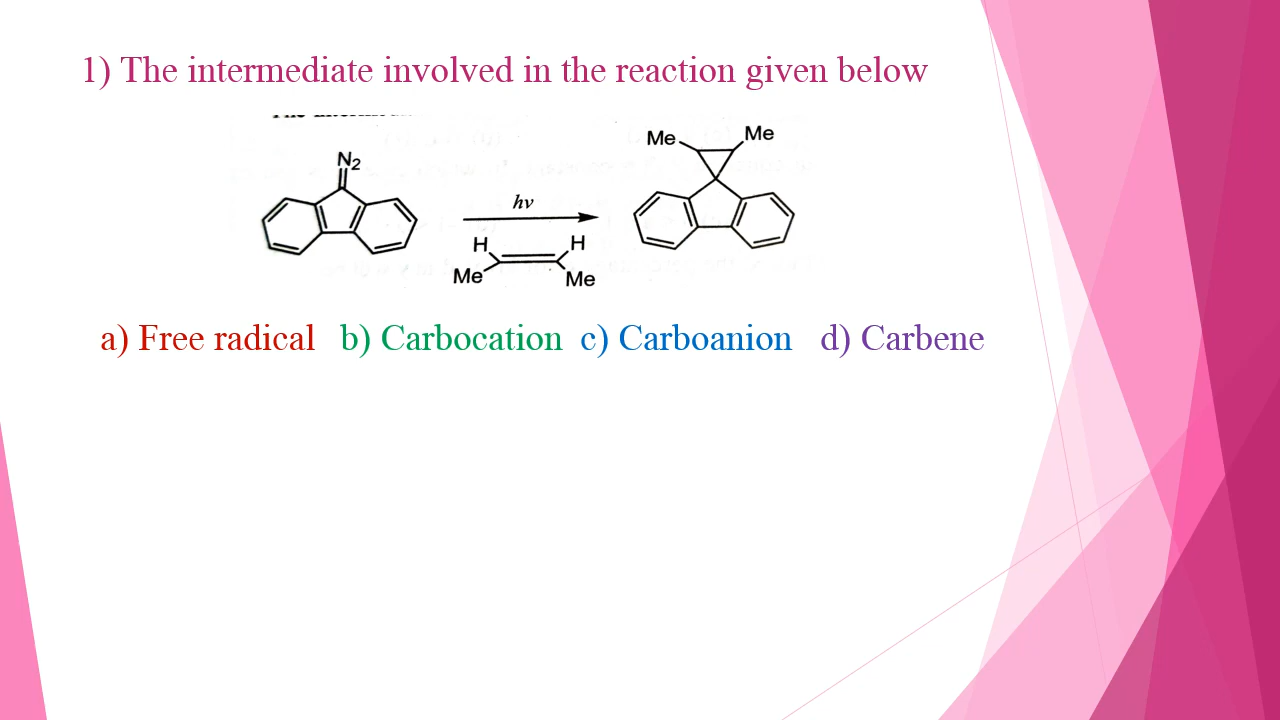 1) The intermediate involved in the reaction given below
Me Me
N2
hν
H H
Me Me
a) Free radical b) Carbocation c) Carboanion d) Carbene